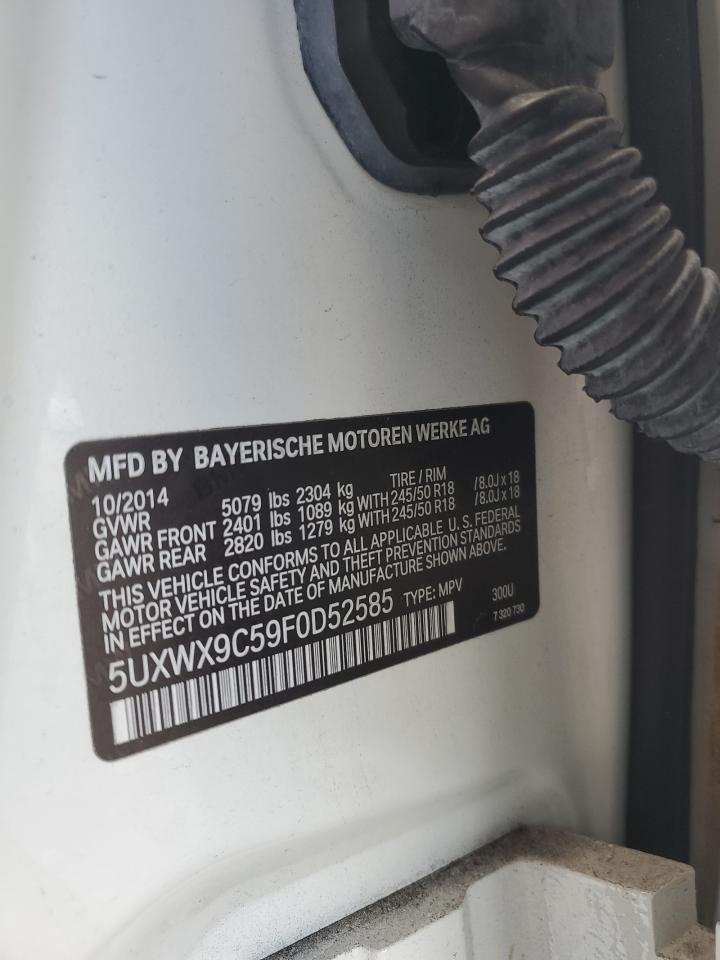 MFD BY BAYERISCHE MOTOREN WERKE AG
10/2014 TIRE / RIM
GVWR 5079 lbs 2304 kg
GAWR FRONT 2401 lbs 1089 kg WITH 245/50 R18 /8.0J x 18
GAWR REAR 2820 lbs 1279 kg WITH 245/50 R18 /8.0J x 18
THIS VEHICLE CONFORMS TO ALL APPLICABLE U. S. FEDERAL
MOTOR VEHICLE SAFETY AND THEFT PREVENTION STANDARDS
IN EFFECT ON THE DATE OF MANUFACTURE SHOWN ABOVE.
5UXWX9C59F0D52585 TYPE: MPV 300U
7 320 730